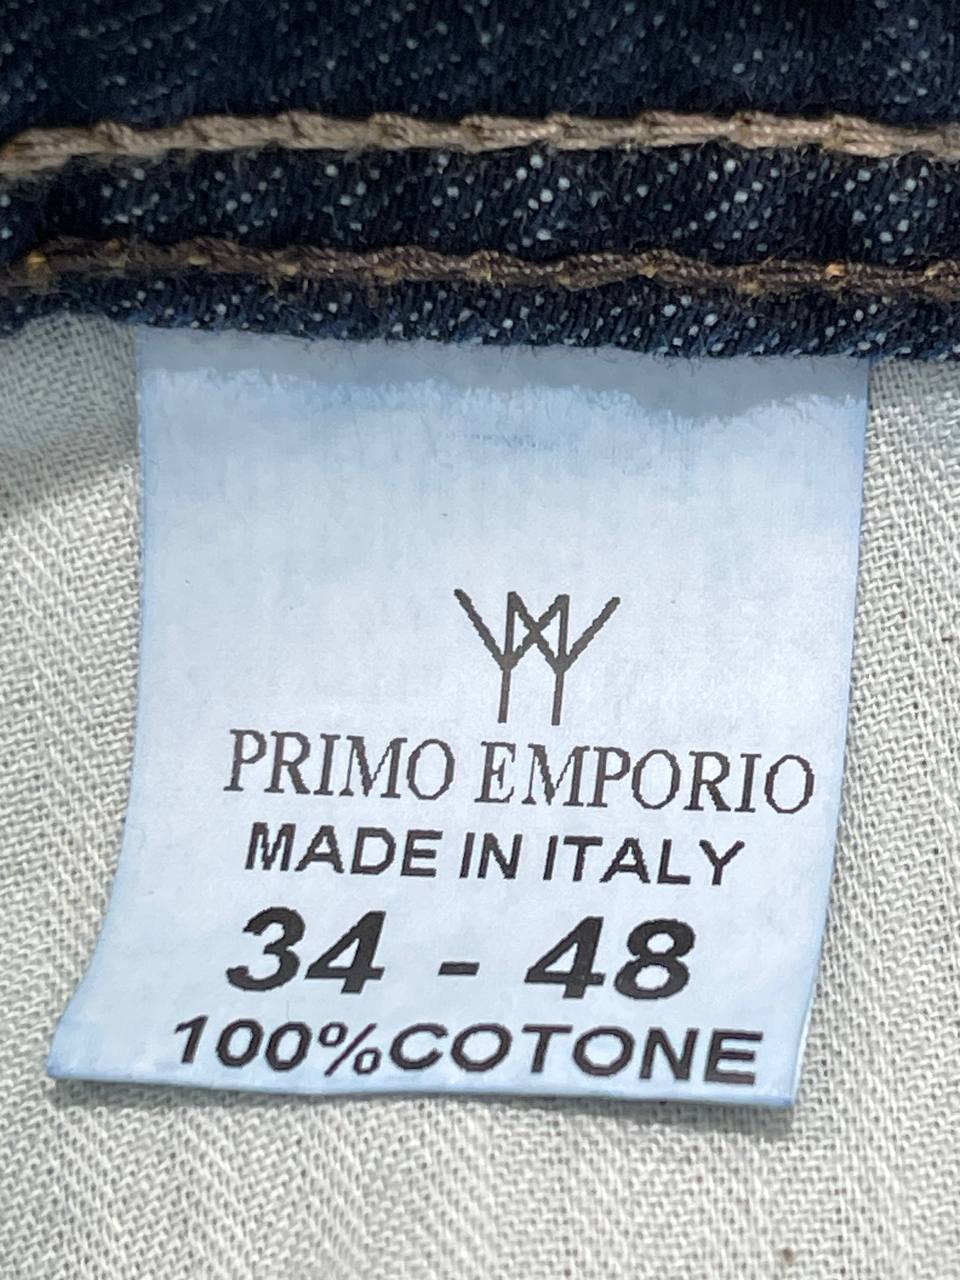 PRIMO EMPORIO
MADE IN ITALY
34 - 48
100%COTONE